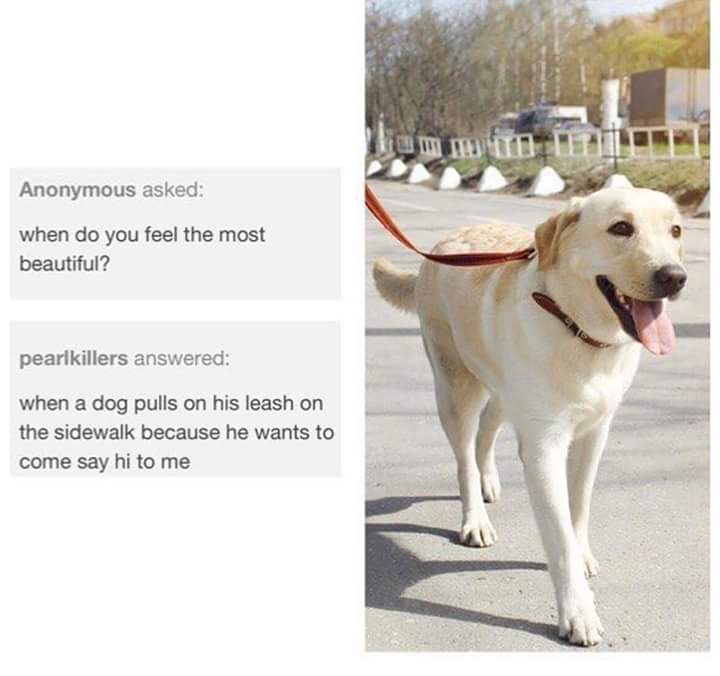 Anonymous asked:
when do you feel the most
beautiful?
pearlkillers answered:
when a dog pulls on his leash on
the sidewalk because he wants to
come say hi to me